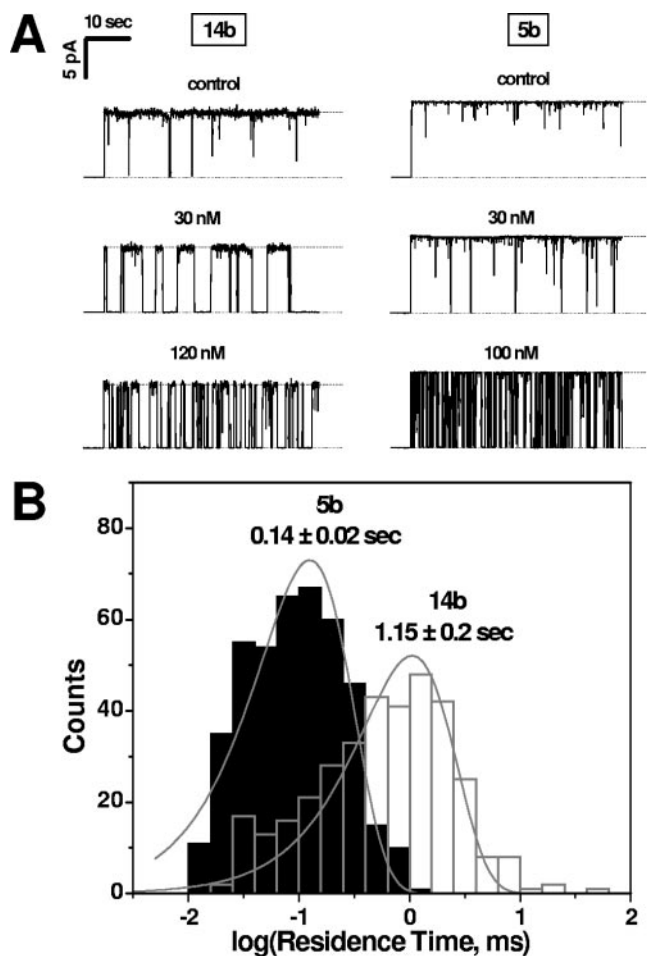 A
10 sec
5 pA
14b
5b
control
control
30 nM
30 nM
120 nM
100 nM
B
5b
0.14 ± 0.02 sec
14b
1.15 ± 0.2 sec
Counts
80
60
40
20
0
-2 -1 0 1 2
log(Residence Time, ms)